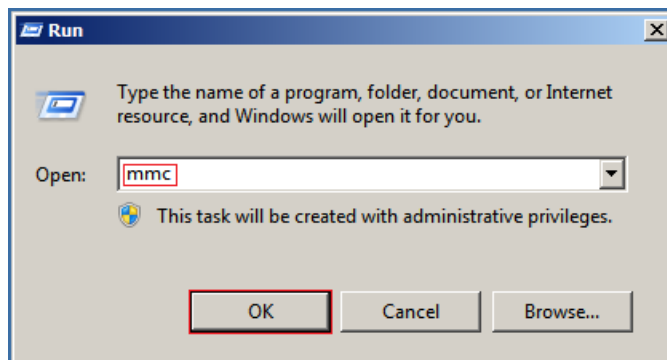 Run
Type the name of a program, folder, document, or Internet
resource, and Windows will open it for you.
Open:
mmc
This task will be created with administrative privileges.
OK
Cancel
Browse...